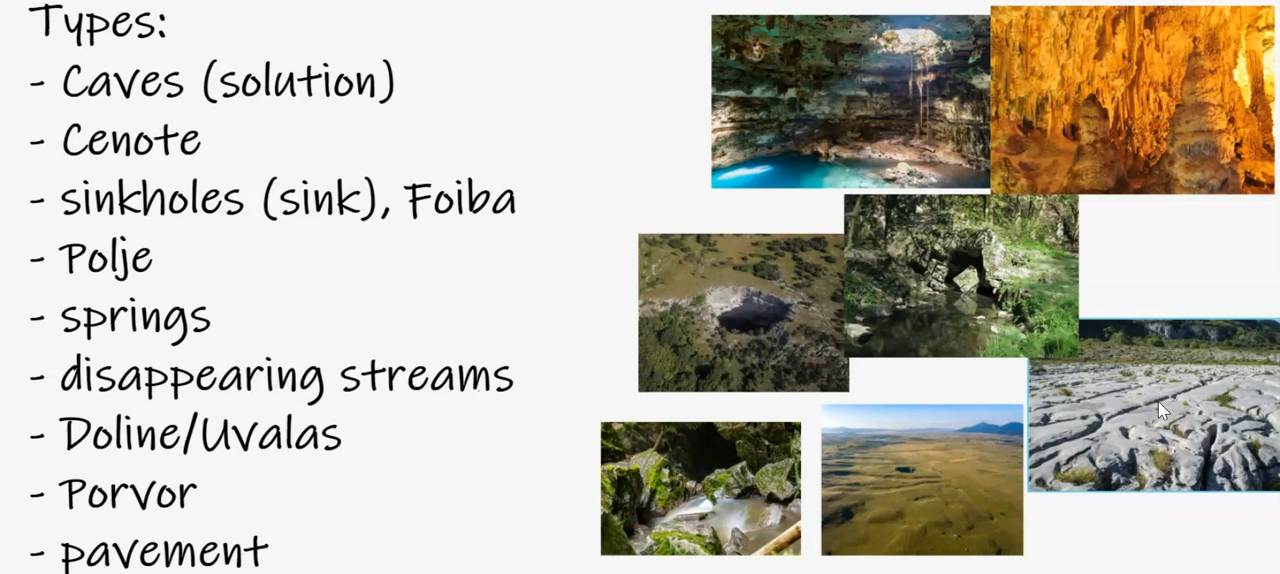 Types:
- Caves (solution)
- Cenote
- sinkholes (sink), Foiba
- Polje
- springs
- disappearing streams
- Doline/Uvalas
- Porvor
- pavement